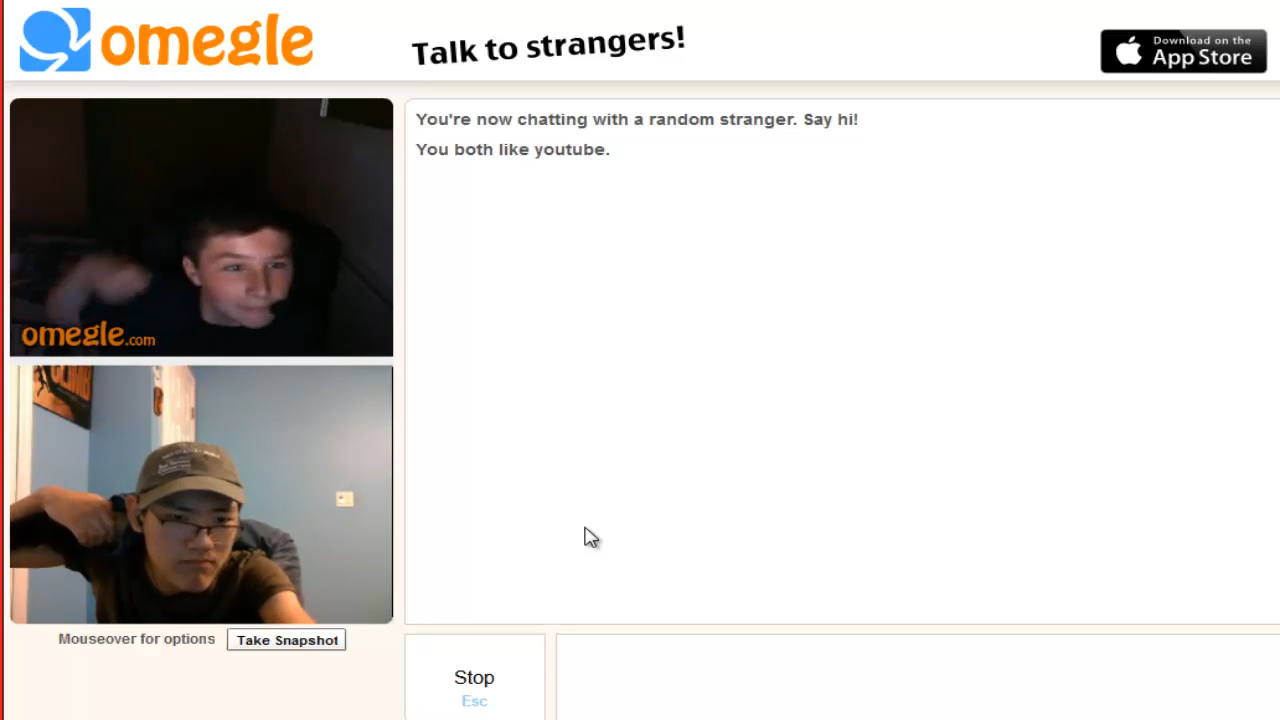 omegle
Talk to strangers!
Download on the
App Store
You're now chatting with a random stranger. Say hi!
You both like youtube.
omegle.com
Mouseover for options
Take Snapshot
Stop
Esc